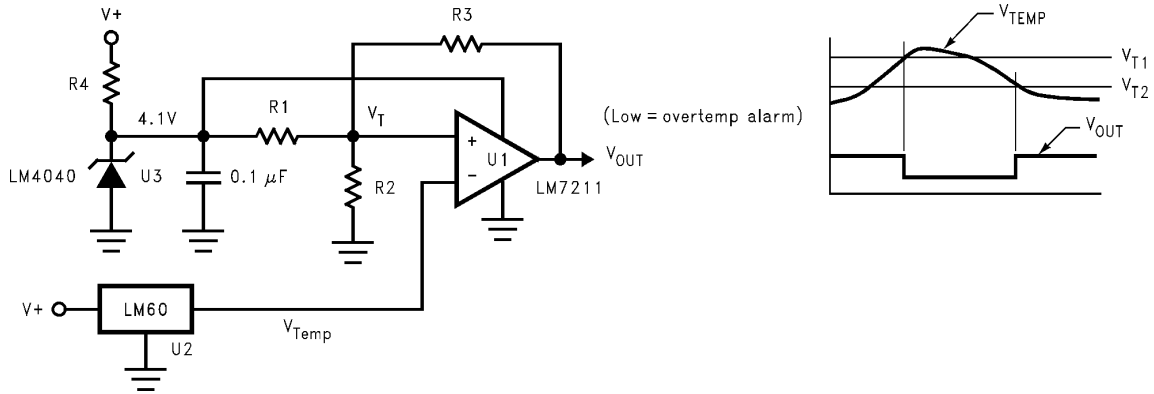 V+
R3
V_TEMP
R4
V_T1
4.1V
R1
V_T
V_T2
(Low = overtemp alarm)
V_OUT
+
U1
V_OUT
−
LM4040
U3
0.1 μF
R2
LM7211
V+
LM60
V_Temp
U2